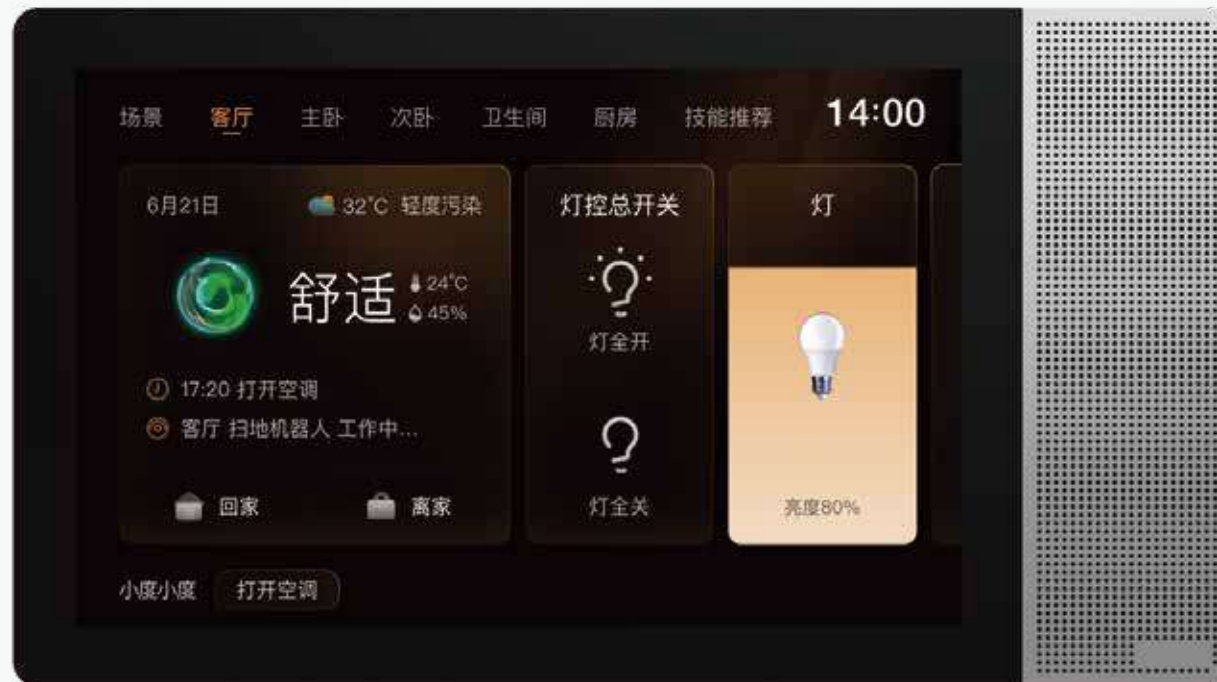 场景 客厅 主卧 次卧 卫生间 厨房 技能推荐 14:00
6月21日 32°C 轻度污染
舒适
24°C
45%
17:20 打开空调
客厅 扫地机器人 工作中...
回家 离家
灯控总开关
灯全开
灯全关
灯
亮度80%
小度小度 打开空调